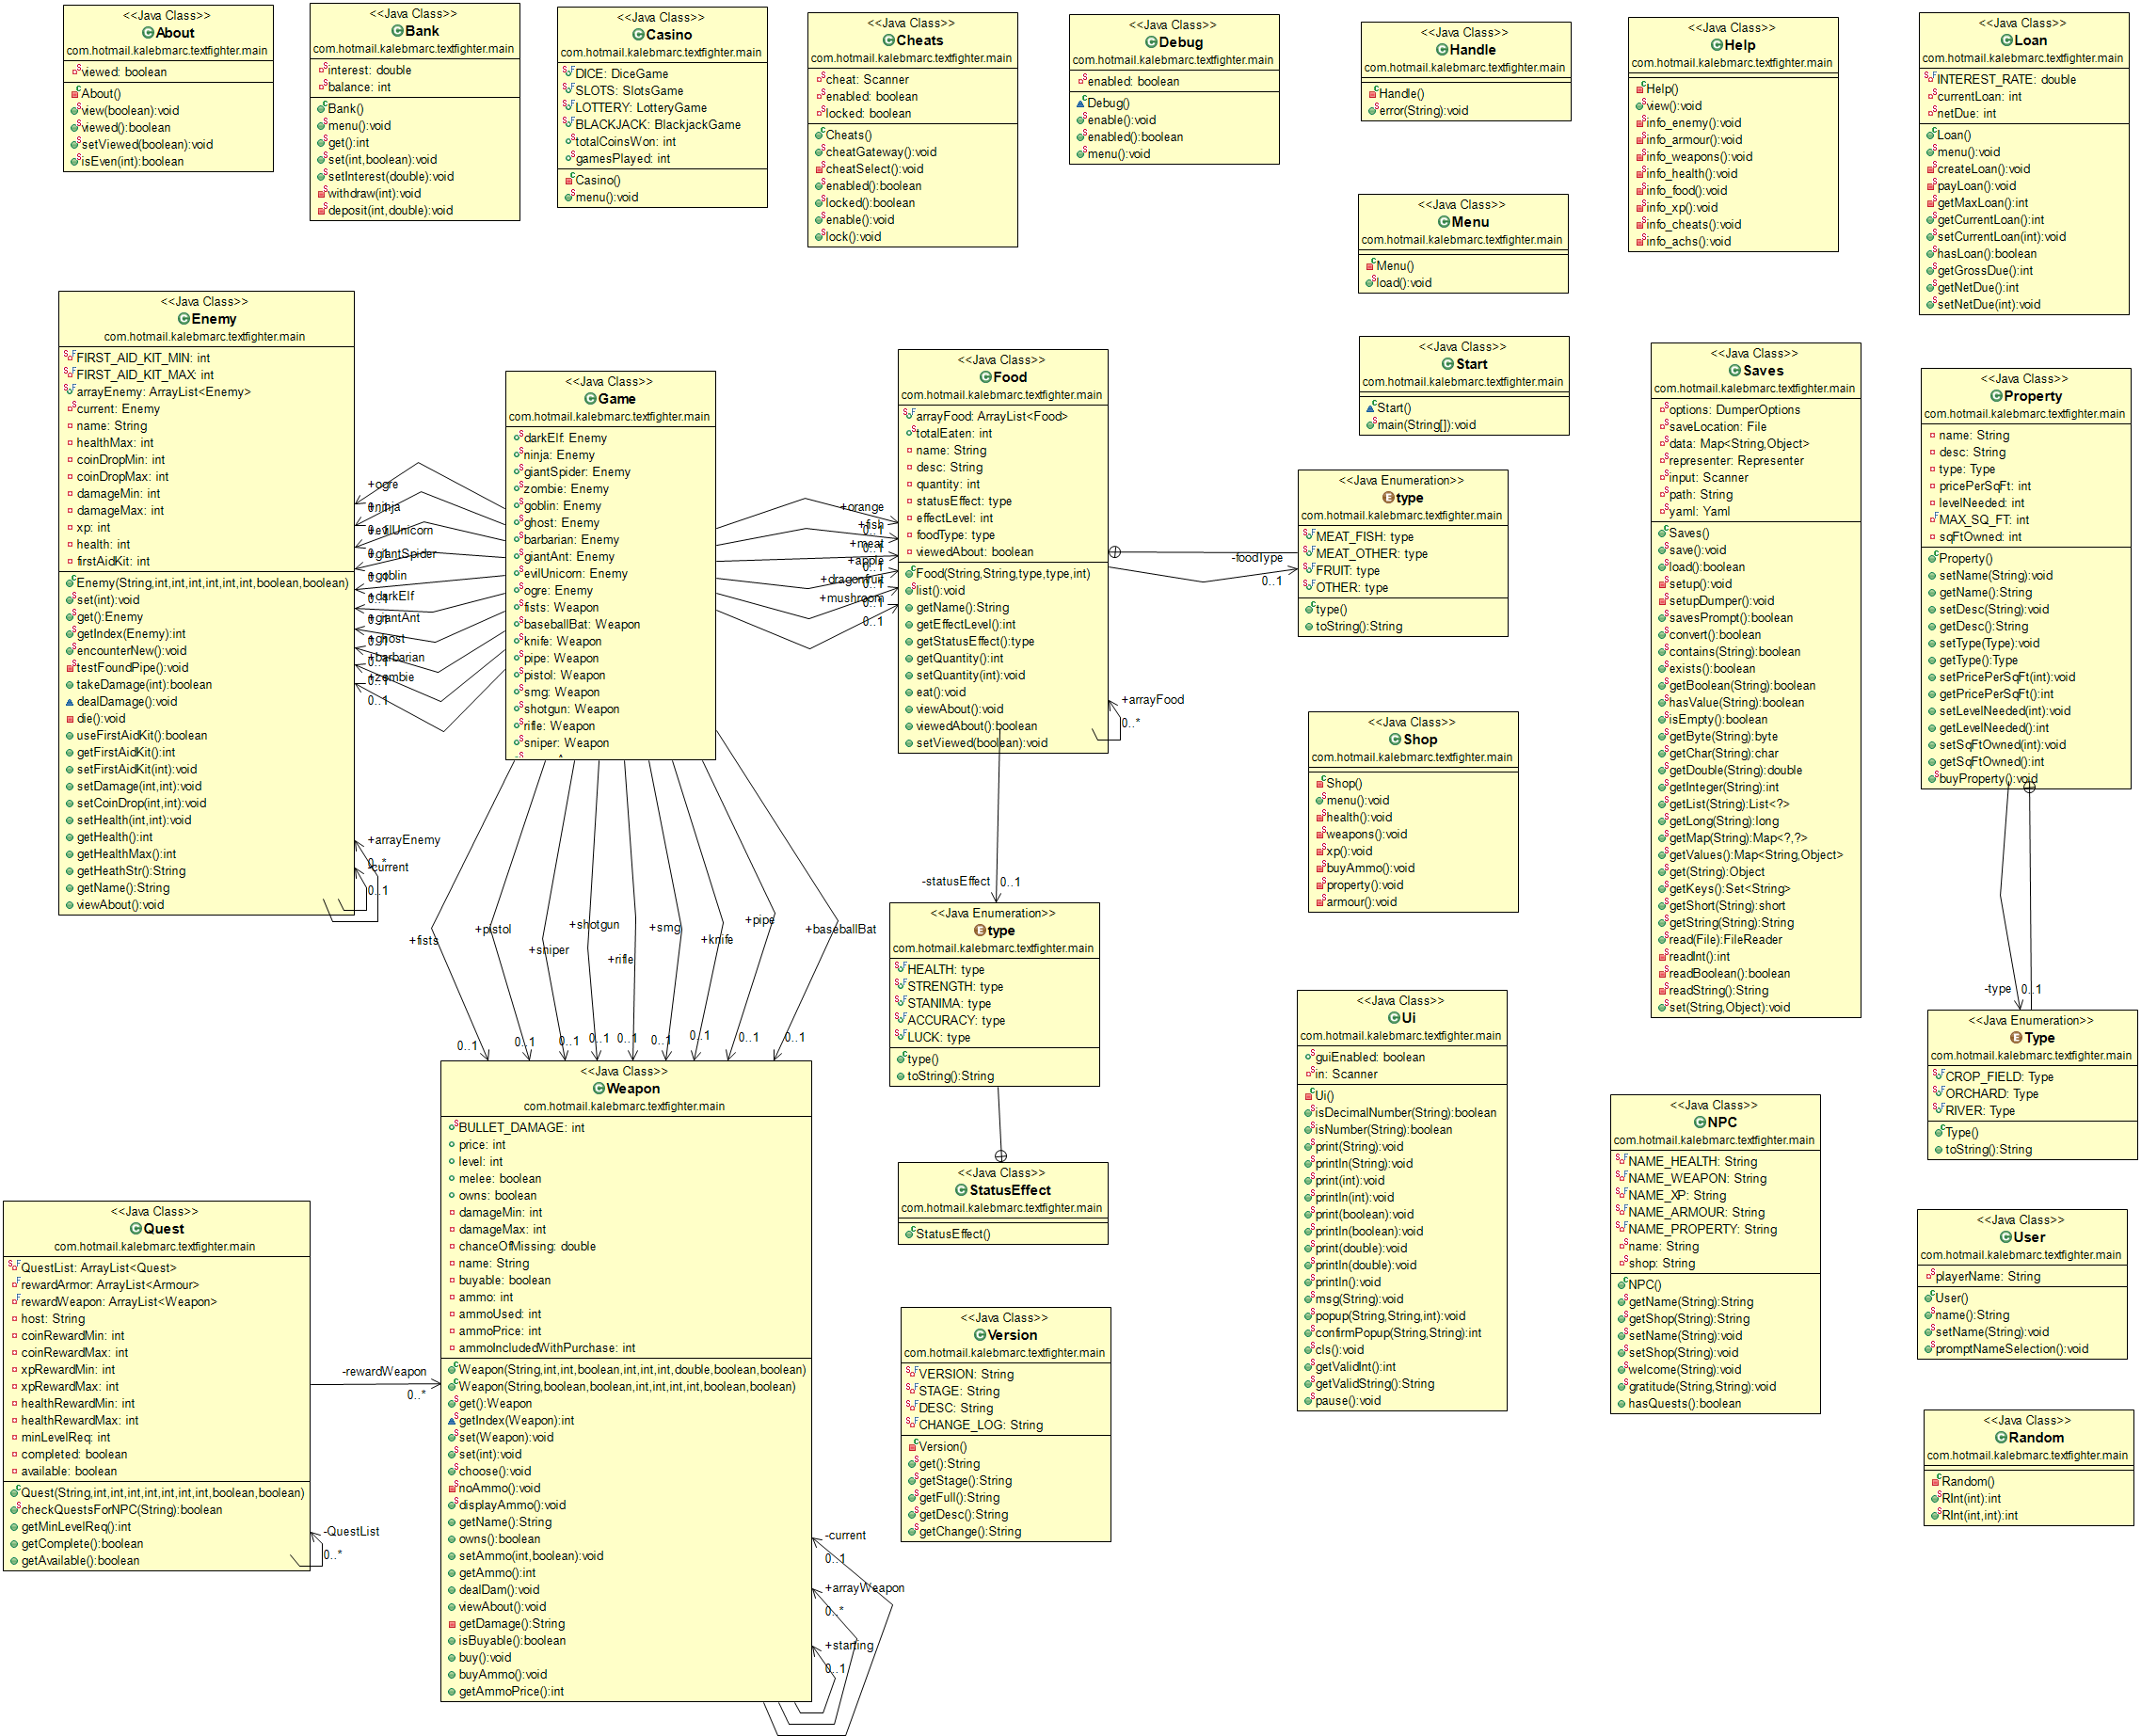 <<Java Class>>
About
com.hotmail.kalebmarc.textfighter.main
viewed: boolean
About()
view(boolean):void
viewed():boolean
setViewed(boolean):void
isEven(int):boolean
<<Java Class>>
Bank
com.hotmail.kalebmarc.textfighter.main
interest: double
balance: int
Bank()
menu():void
get():int
set(int,boolean):void
setInterest(double):void
withdraw(int):void
deposit(int,double):void
<<Java Class>>
Casino
com.hotmail.kalebmarc.textfighter.main
DICE: DiceGame
SLOTS: SlotsGame
LOTTERY: LotteryGame
BLACKJACK: BlackjackGame
totalCoinsWon: int
gamesPlayed: int
Casino()
menu():void
<<Java Class>>
Cheats
com.hotmail.kalebmarc.textfighter.main
cheat: Scanner
enabled: boolean
locked: boolean
Cheats()
cheatGateway():void
cheatSelect():void
enabled():boolean
locked():boolean
enable():void
lock():void
<<Java Class>>
Debug
com.hotmail.kalebmarc.textfighter.main
enabled: boolean
Debug()
enable():void
enabled():boolean
menu():void
<<Java Class>>
Handle
com.hotmail.kalebmarc.textfighter.main
Handle()
error(String):void
<<Java Class>>
Help
com.hotmail.kalebmarc.textfighter.main
Help()
view():void
info_enemy():void
info_armour():void
info_weapons():void
info_health():void
info_food():void
info_xp():void
info_cheats():void
info_achs():void
<<Java Class>>
Loan
com.hotmail.kalebmarc.textfighter.main
INTEREST_RATE: double
currentLoan: int
netDue: int
Loan()
menu():void
createLoan():void
payLoan():void
getMaxLoan():int
getCurrentLoan():int
setCurrentLoan(int):void
hasLoan():boolean
getGrossDue():int
getNetDue():int
setNetDue(int):void
<<Java Class>>
Menu
com.hotmail.kalebmarc.textfighter.main
Menu()
load():void
<<Java Class>>
Enemy
com.hotmail.kalebmarc.textfighter.main
FIRST_AID_KIT_MIN: int
FIRST_AID_KIT_MAX: int
arrayEnemy: ArrayList<Enemy>
current: Enemy
name: String
healthMax: int
coinDropMin: int
coinDropMax: int
damageMin: int
damageMax: int
xp: int
health: int
firstAidKit: int
Enemy(String,int,int,int,int,int,int,boolean,boolean)
set(int):void
get():Enemy
getIndex(Enemy):int
encounterNew():void
testFoundPipe():void
takeDamage(int):boolean
dealDamage():void
die():void
useFirstAidKit():boolean
getFirstAidKit():int
setFirstAidKit(int):void
setDamage(int,int):void
setCoinDrop(int,int):void
setHealth(int,int):void
getHealth():int
getHealthMax():int
getHeathStr():String
getName():String
viewAbout():void
+arrayEnemy
0..*
-current
0..1
+ogre
+ninja
+evilUnicorn
+giantSpider
+goblin
+darkElf
+giantAnt
+ghost
+barbarian
+zombie
0..1
<<Java Class>>
Game
com.hotmail.kalebmarc.textfighter.main
darkElf: Enemy
ninja: Enemy
giantSpider: Enemy
zombie: Enemy
goblin: Enemy
ghost: Enemy
barbarian: Enemy
giantAnt: Enemy
evilUnicorn: Enemy
ogre: Enemy
fists: Weapon
baseballBat: Weapon
knife: Weapon
pipe: Weapon
pistol: Weapon
smg: Weapon
shotgun: Weapon
rifle: Weapon
sniper: Weapon
+orange
+fish
0..1
+meat
0..1
+apple
0..1
+dragonfruit
0..1
+mushroom
0..1
0..1
<<Java Class>>
Food
com.hotmail.kalebmarc.textfighter.main
arrayFood: ArrayList<Food>
totalEaten: int
name: String
desc: String
quantity: int
statusEffect: type
effectLevel: int
foodType: type
viewedAbout: boolean
Food(String,String,type,type,int)
list():void
getName():String
getEffectLevel():int
getStatusEffect():type
getQuantity():int
setQuantity(int):void
eat():void
viewAbout():void
viewedAbout():boolean
setViewed(boolean):void
+arrayFood
0..*
-foodType
0..1
<<Java Class>>
Start
com.hotmail.kalebmarc.textfighter.main
Start()
main(String[]):void
<<Java Enumeration>>
type
com.hotmail.kalebmarc.textfighter.main
MEAT_FISH: type
MEAT_OTHER: type
FRUIT: type
OTHER: type
type()
toString():String
<<Java Class>>
Saves
com.hotmail.kalebmarc.textfighter.main
options: DumperOptions
saveLocation: File
data: Map<String,Object>
representer: Representer
input: Scanner
path: String
yaml: Yaml
Saves()
save():void
load():boolean
setup():void
setupDumper():void
savesPrompt():boolean
convert():boolean
contains(String):boolean
exists():boolean
getBoolean(String):boolean
hasValue(String):boolean
isEmpty():boolean
getByte(String):byte
getChar(String):char
getDouble(String):double
getInteger(String):int
getList(String):List<?>
getLong(String):long
getMap(String):Map<?,?>
getValues():Map<String,Object>
get(String):Object
getKeys():Set<String>
getShort(String):short
getString(String):String
read(File):FileReader
readInt():int
readBoolean():boolean
readString():String
set(String,Object):void
<<Java Class>>
Property
com.hotmail.kalebmarc.textfighter.main
name: String
desc: String
type: Type
pricePerSqFt: int
levelNeeded: int
MAX_SQ_FT: int
sqFtOwned: int
Property()
setName(String):void
getName():String
setDesc(String):void
getDesc():String
setType(Type):void
getType():Type
setPricePerSqFt(int):void
getPricePerSqFt():int
setLevelNeeded(int):void
getLevelNeeded():int
setSqFtOwned(int):void
getSqFtOwned():int
buyProperty():void
-type
0..1
<<Java Class>>
Shop
com.hotmail.kalebmarc.textfighter.main
Shop()
menu():void
health():void
weapons():void
xp():void
buyAmmo():void
property():void
armour():void
-statusEffect
0..1
<<Java Enumeration>>
type
com.hotmail.kalebmarc.textfighter.main
HEALTH: type
STRENGTH: type
STANIMA: type
ACCURACY: type
LUCK: type
type()
toString():String
+fists
+pistol
+sniper
+shotgun
+rifle
+smg
+knife
+pipe
+baseballBat
0..1
0..1
0..1
0..1
0..1
0..1
0..1
0..1
0..1
<<Java Class>>
Weapon
com.hotmail.kalebmarc.textfighter.main
BULLET_DAMAGE: int
price: int
level: int
melee: boolean
owns: boolean
damageMin: int
damageMax: int
chanceOfMissing: double
name: String
buyable: boolean
ammo: int
ammoUsed: int
ammoPrice: int
ammoIncludedWithPurchase: int
Weapon(String,int,int,boolean,int,int,int,double,boolean,boolean)
Weapon(String,boolean,boolean,int,int,int,int,boolean,boolean)
get():Weapon
getIndex(Weapon):int
set(Weapon):void
set(int):void
choose():void
noAmmo():void
displayAmmo():void
getName():String
owns():boolean
setAmmo(int,boolean):void
getAmmo():int
dealDam():void
viewAbout():void
getDamage():String
isBuyable():boolean
buy():void
buyAmmo():void
getAmmoPrice():int
-current
0..1
+arrayWeapon
0..*
+starting
0..1
<<Java Class>>
Ui
com.hotmail.kalebmarc.textfighter.main
guiEnabled: boolean
in: Scanner
Ui()
isDecimalNumber(String):boolean
isNumber(String):boolean
print(String):void
println(String):void
print(int):void
println(int):void
print(boolean):void
println(boolean):void
print(double):void
println(double):void
println():void
msg(String):void
popup(String,String,int):void
confirmPopup(String,String):int
cls():void
getValidInt():int
getValidString():String
pause():void
<<Java Enumeration>>
Type
com.hotmail.kalebmarc.textfighter.main
CROP_FIELD: Type
ORCHARD: Type
RIVER: Type
Type()
toString():String
<<Java Class>>
NPC
com.hotmail.kalebmarc.textfighter.main
NAME_HEALTH: String
NAME_WEAPON: String
NAME_XP: String
NAME_ARMOUR: String
NAME_PROPERTY: String
name: String
shop: String
NPC()
getName(String):String
getShop(String):String
setName(String):void
setShop(String):void
welcome(String):void
gratitude(String,String):void
hasQuests():boolean
<<Java Class>>
StatusEffect
com.hotmail.kalebmarc.textfighter.main
StatusEffect()
<<Java Class>>
Quest
com.hotmail.kalebmarc.textfighter.main
QuestList: ArrayList<Quest>
rewardArmor: ArrayList<Armour>
rewardWeapon: ArrayList<Weapon>
host: String
coinRewardMin: int
coinRewardMax: int
xpRewardMin: int
xpRewardMax: int
healthRewardMin: int
healthRewardMax: int
minLevelReq: int
completed: boolean
available: boolean
Quest(String,int,int,int,int,int,int,int,boolean,boolean)
checkQuestsForNPC(String):boolean
getMinLevelReq():int
getComplete():boolean
getAvailable():boolean
-QuestList
0..*
-rewardWeapon
0..*
<<Java Class>>
User
com.hotmail.kalebmarc.textfighter.main
playerName: String
User()
name():String
setName(String):void
promptNameSelection():void
<<Java Class>>
Version
com.hotmail.kalebmarc.textfighter.main
VERSION: String
STAGE: String
DESC: String
CHANGE_LOG: String
Version()
get():String
getStage():String
getFull():String
getDesc():String
getChange():String
<<Java Class>>
Random
com.hotmail.kalebmarc.textfighter.main
Random()
RInt(int):int
RInt(int,int):int